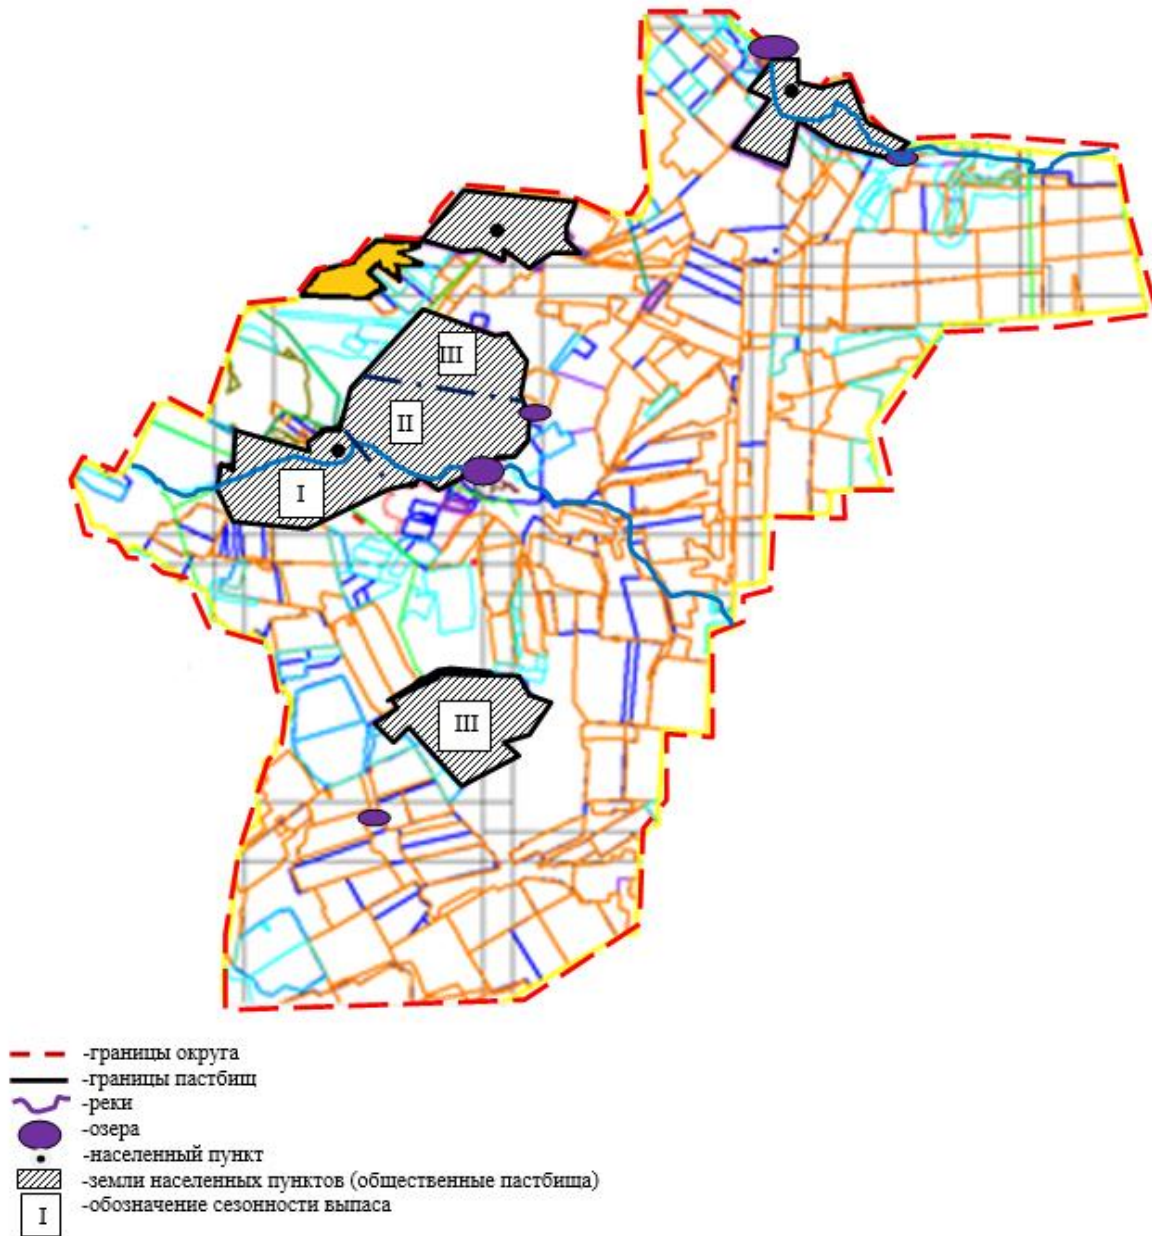 III
II
I
III
-границы округа
-границы пастбищ
-реки
-озера
-населенный пункт
-земли населенных пунктов (общественные пастбища)
I -обозначение сезонности выпаса